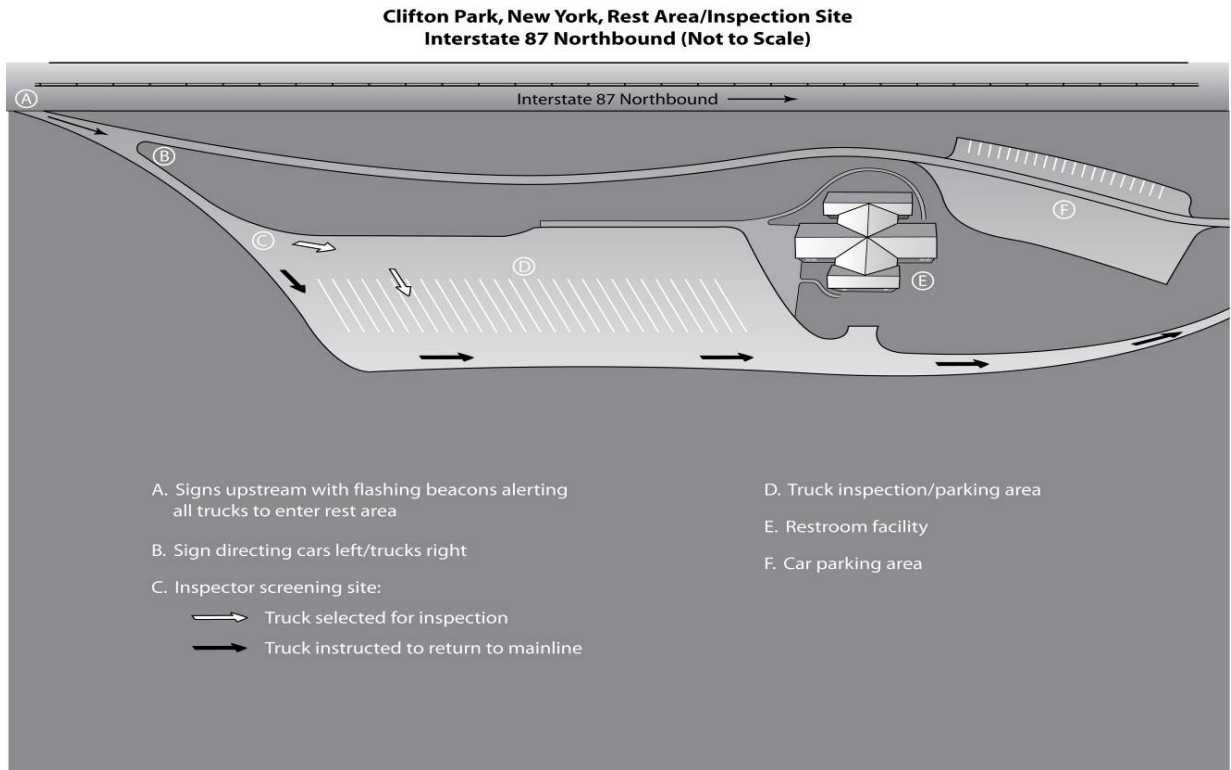 Clifton Park, New York, Rest Area/Inspection Site
Interstate 87 Northbound (Not to Scale)
A
Interstate 87 Northbound
B
F
C
D
E
A. Signs upstream with flashing beacons alerting
all trucks to enter rest area
B. Sign directing cars left/trucks right
C. Inspector screening site:
Truck selected for inspection
Truck instructed to return to mainline
D. Truck inspection/parking area
E. Restroom facility
F. Car parking area